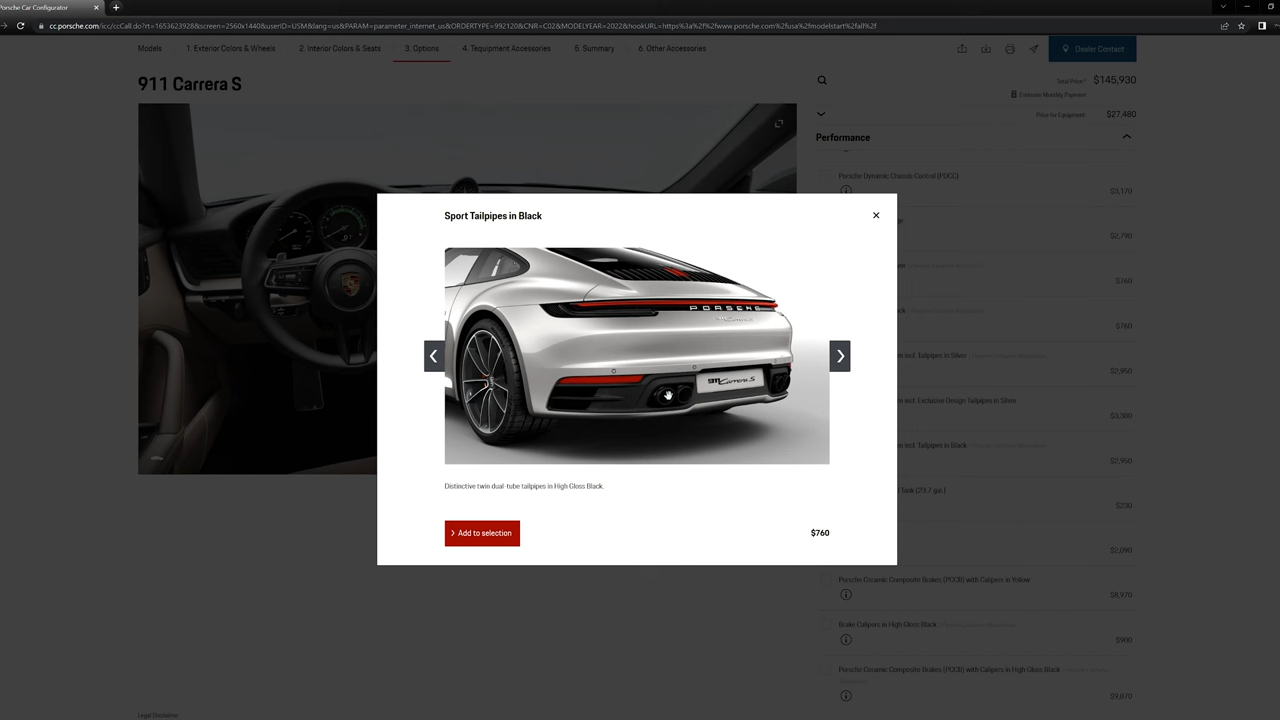 Porsche Car Configurator
cc.porsche.com/icc/ccCall.do?rt=1653623928&screen=2560x1440&userID=USM&lang=us&PARAM=parameter_internet_us&ORDERTYPE=992120&CNR=C02&MODELYEAR=2022&hookURL=https%3a%2f%2fwww.porsche.com%2fusa%2fmodelstart%2fall%2f
Models 1. Exterior Colors & Wheels 2. Interior Colors & Seats 3. Options 4. Tequipment Accessories 5. Summary 6. Other Accessories
Dealer Contact
911 Carrera S
Total Price:* $145,930
Estimate Monthly Payment
Price for Equipment: $27,480
Performance
Porsche Dynamic Chassis Control (PDCC)
$3,170
$2,790
$760
$760
m incl. Tailpipes in Silver
$2,950
m incl. Exclusive Design Tailpipes in Silver
$3,380
m incl. Tailpipes in Black
$2,950
l Tank (23.7 gal.)
$230
$2,090
Porsche Ceramic Composite Brakes (PCCB) with Calipers in Yellow
$8,970
Brake Calipers in High Gloss Black
$900
Porsche Ceramic Composite Brakes (PCCB) with Calipers in High Gloss Black
$9,870
Sport Tailpipes in Black
PORSCHE
911 Carrera S
Distinctive twin dual-tube tailpipes in High Gloss Black.
Add to selection
$760
Legal Disclaimer